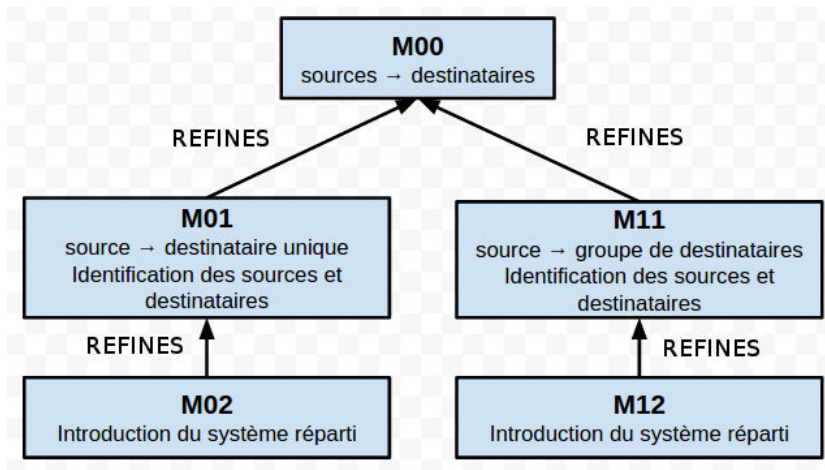 M00
sources → destinataires
REFINES
REFINES
M01
source → destinataire unique
Identification des sources et
destinataires
M11
source → groupe de destinataires
Identification des sources et
destinataires
REFINES
REFINES
M02
Introduction du système réparti
M12
Introduction du système réparti